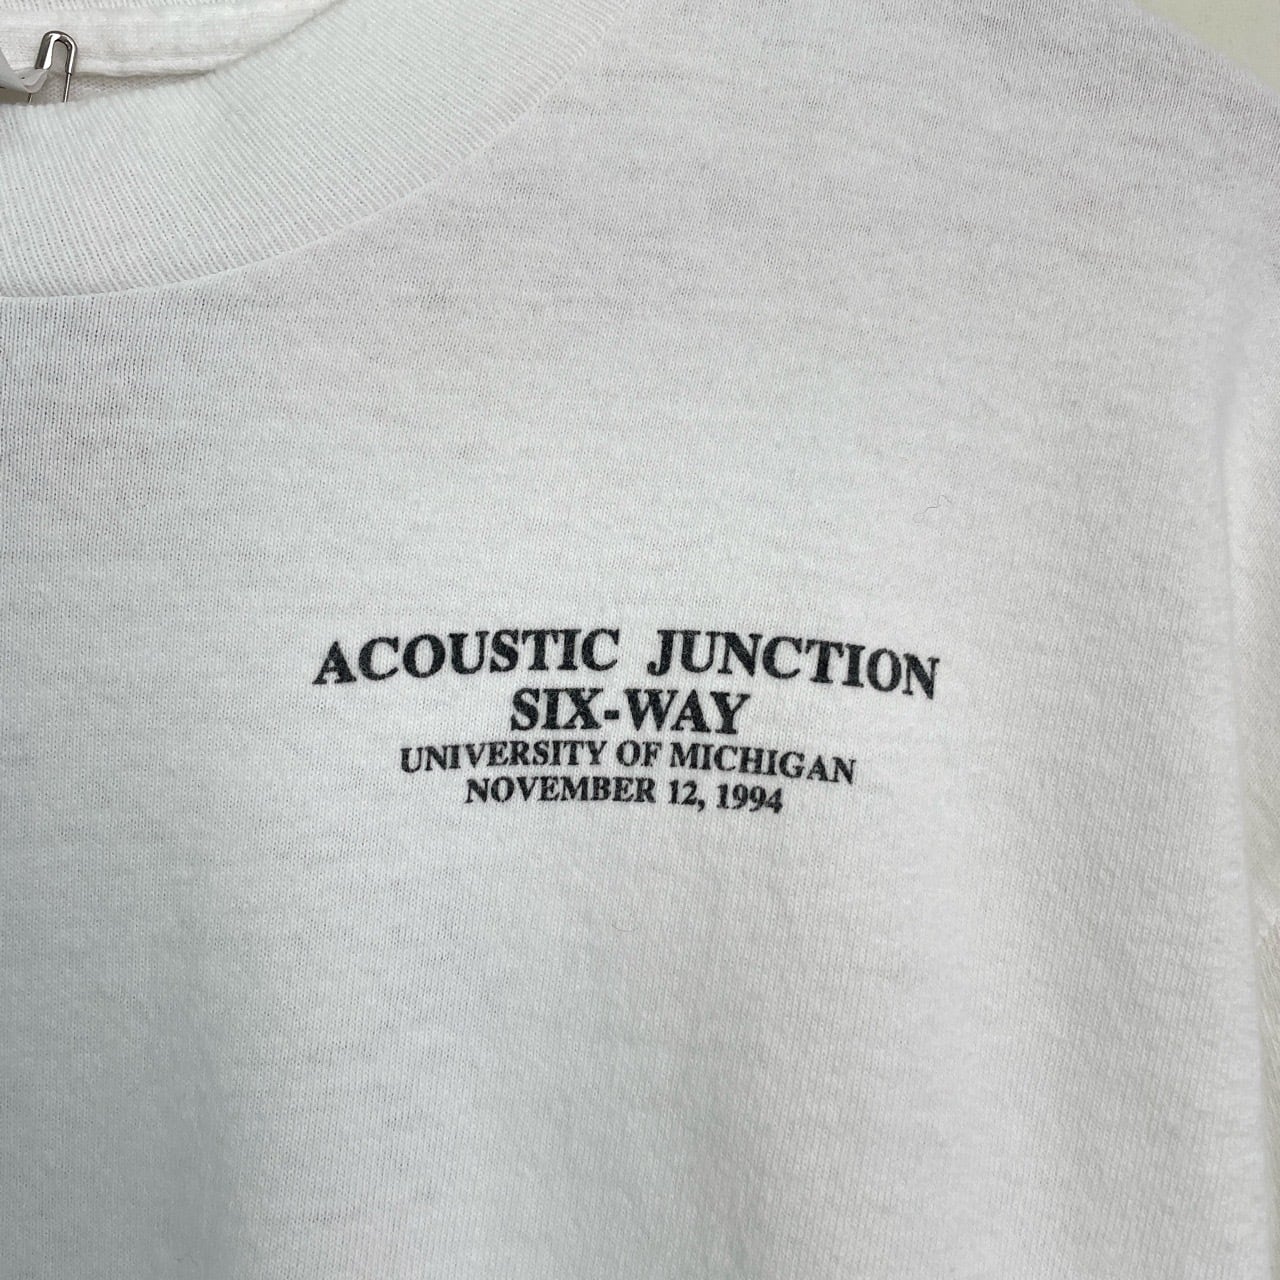 ACOUSTIC JUNCTION
SIX-WAY
UNIVERSITY OF MICHIGAN
NOVEMBER 12, 1994